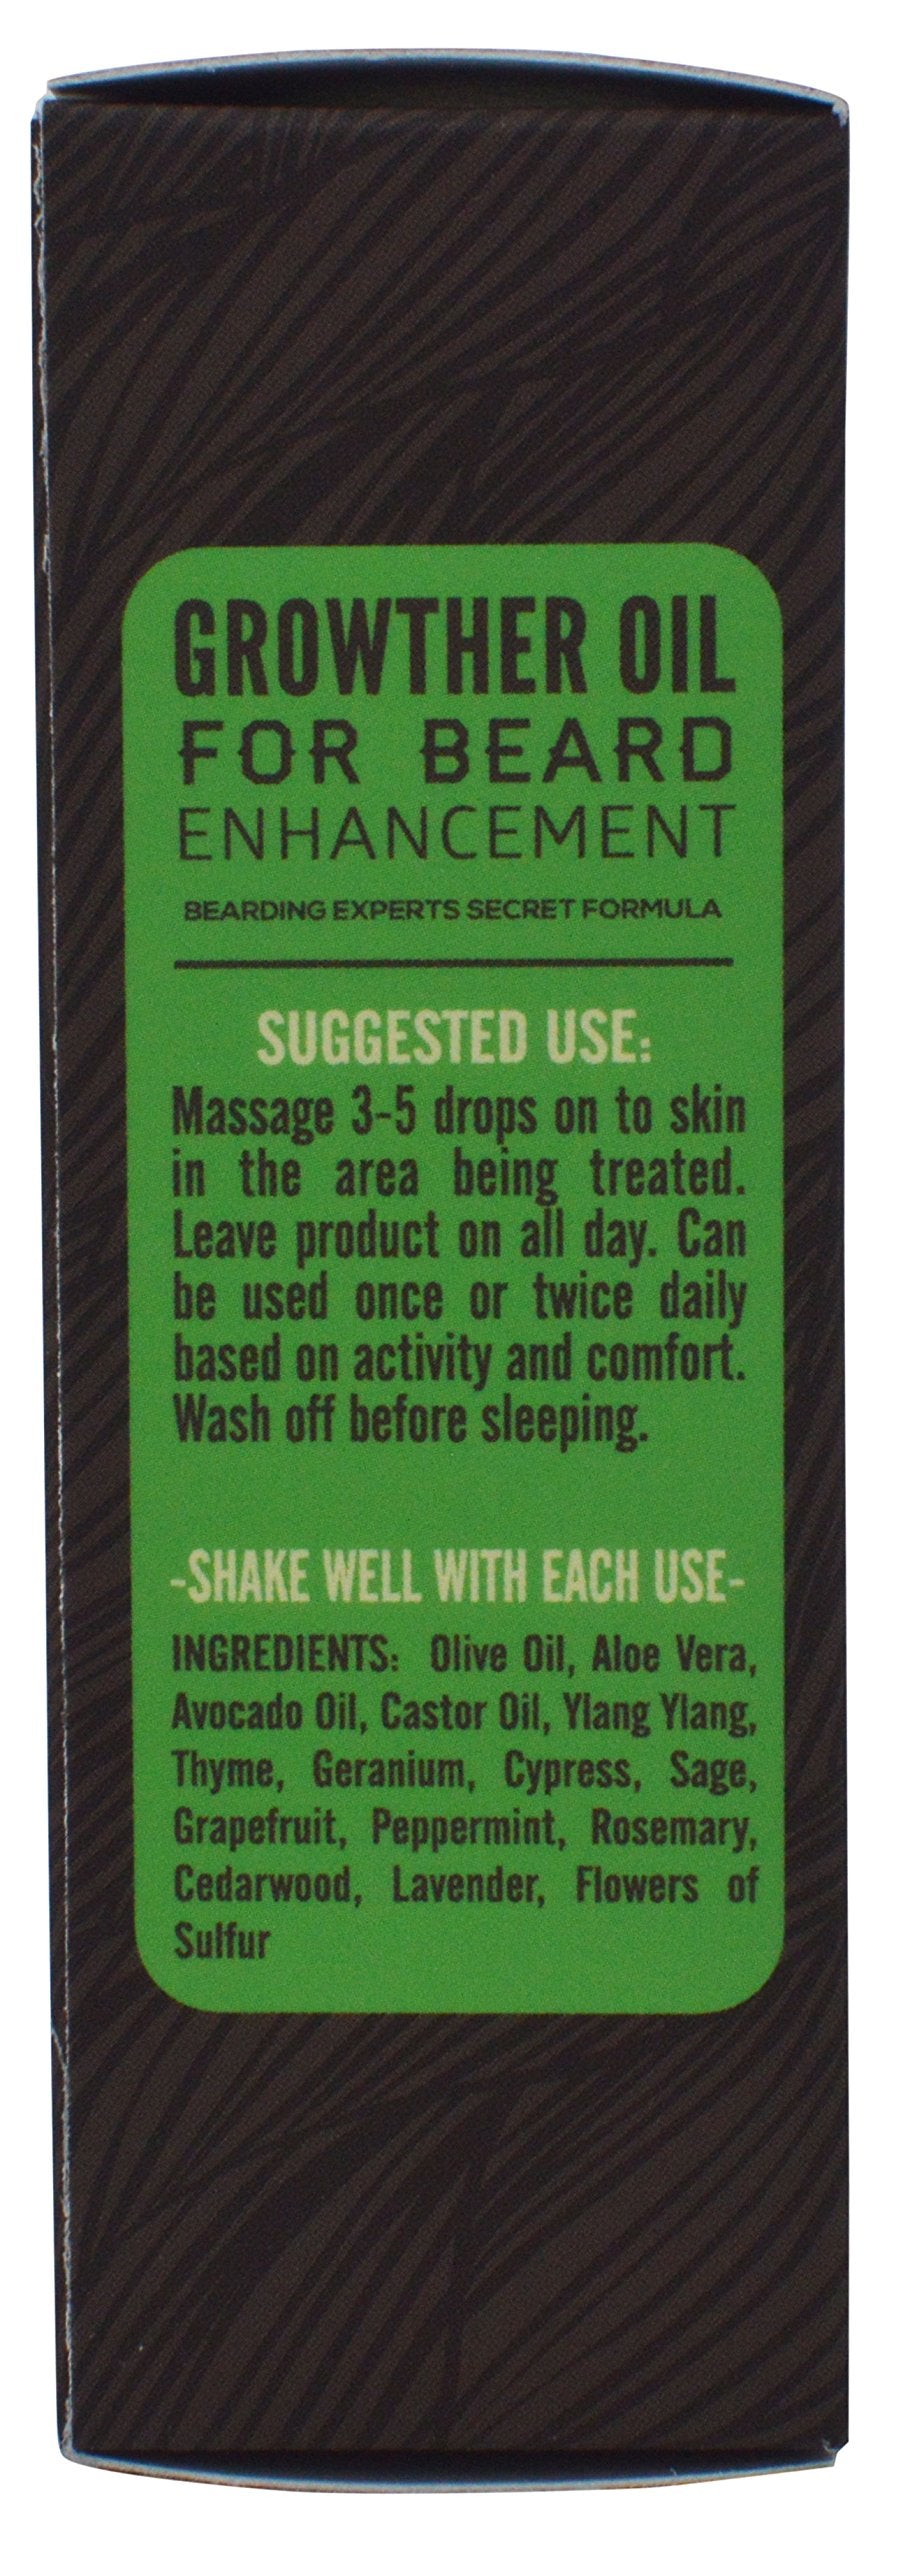 GROWTHER OIL
FOR BEARD
ENHANCEMENT
BEARDING EXPERTS SECRET FORMULA
SUGGESTED USE:
Massage 3-5 drops on to skin
in the area being treated.
Leave product on all day. Can
be used once or twice daily
based on activity and comfort.
Wash off before sleeping.
-SHAKE WELL WITH EACH USE-
INGREDIENTS: Olive Oil, Aloe Vera,
Avocado Oil, Castor Oil, Ylang Ylang,
Thyme, Geranium, Cypress, Sage,
Grapefruit, Peppermint, Rosemary,
Cedarwood, Lavender, Flowers of
Sulfur